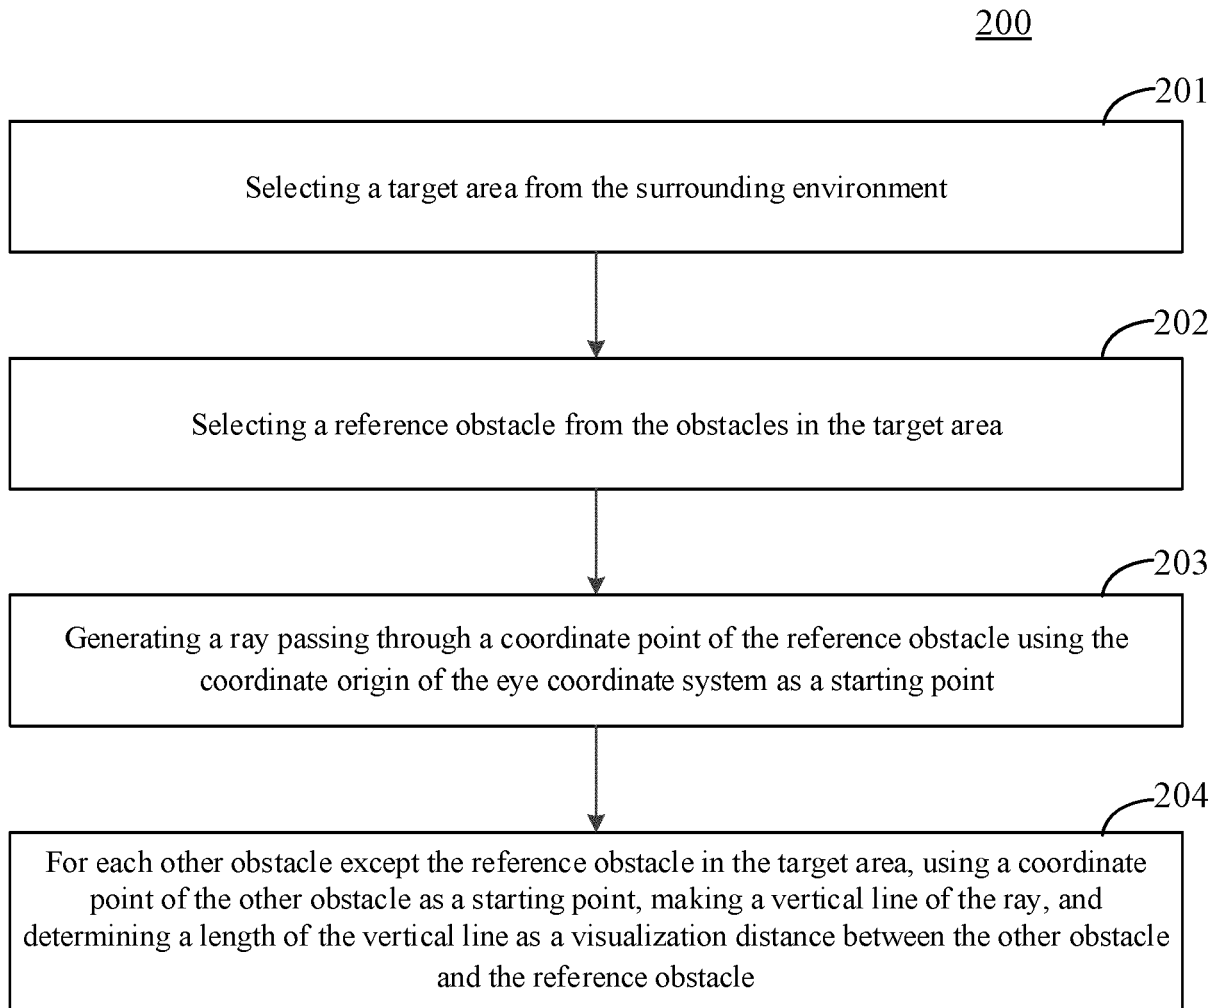 200
201
Selecting a target area from the surrounding environment
202
Selecting a reference obstacle from the obstacles in the target area
203
Generating a ray passing through a coordinate point of the reference obstacle using the
coordinate origin of the eye coordinate system as a starting point
204
For each other obstacle except the reference obstacle in the target area, using a coordinate
point of the other obstacle as a starting point, making a vertical line of the ray, and
determining a length of the vertical line as a visualization distance between the other obstacle
and the reference obstacle